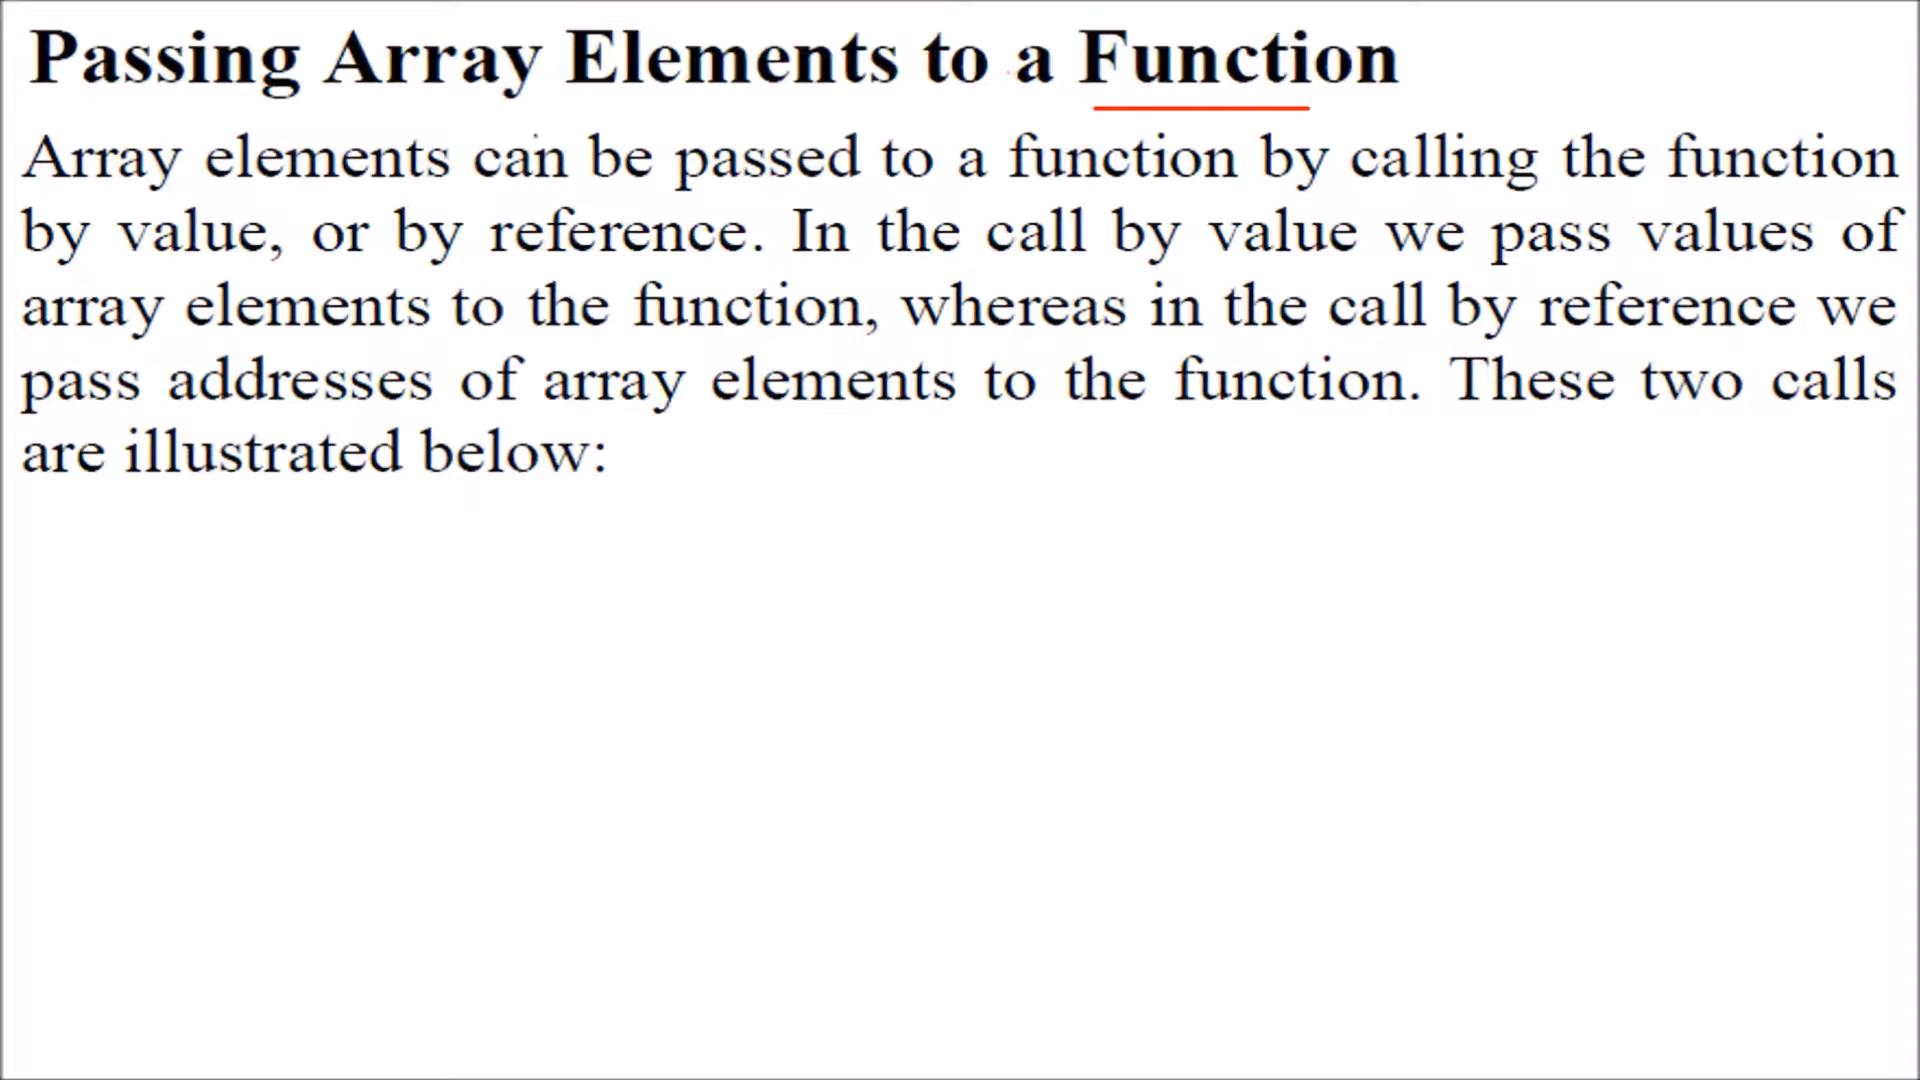 Passing Array Elements to a Function
Array elements can be passed to a function by calling the function
by value, or by reference. In the call by value we pass values of
array elements to the function, whereas in the call by reference we
pass addresses of array elements to the function. These two calls
are illustrated below: